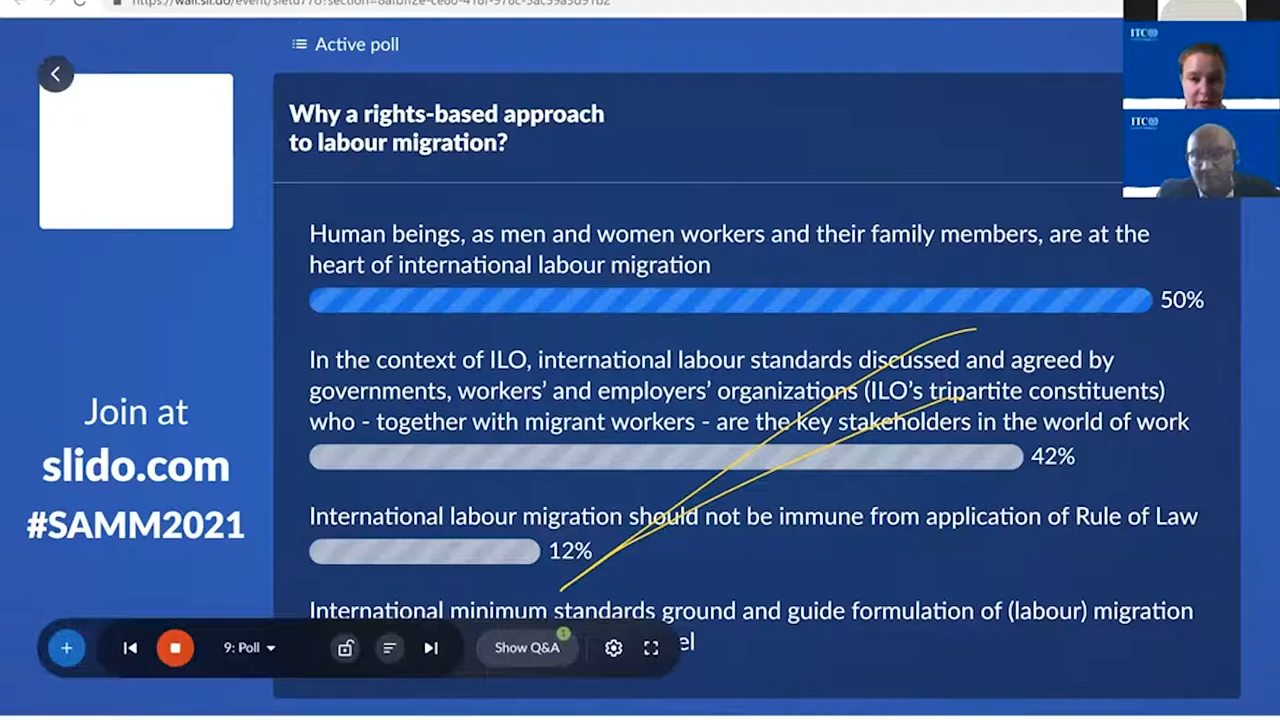 Active poll
Why a rights-based approach
to labour migration?
ITC
ITC
Human beings, as men and women workers and their family members, are at the
heart of international labour migration
50%
In the context of ILO, international labour standards discussed and agreed by
governments, workers' and employers' organizations (ILO's tripartite constituents)
who - together with migrant workers - are the key stakeholders in the world of work
42%
International labour migration should not be immune from application of Rule of Law
12%
International minimum standards ground and guide formulation of (labour) migration
Join at
slido.com
#SAMM2021
9: Poll
Show Q&A
1